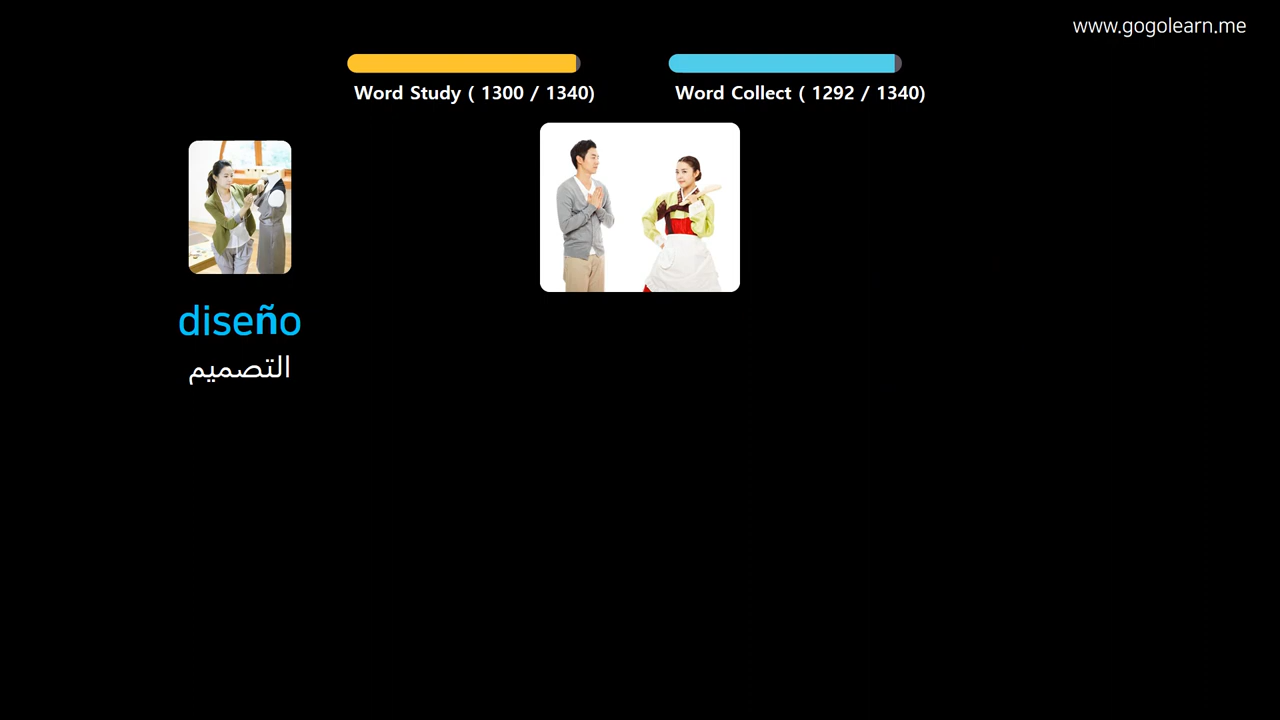 www.gogolearn.me
Word Study ( 1300 / 1340)
Word Collect ( 1292 / 1340)
diseño
التصميم